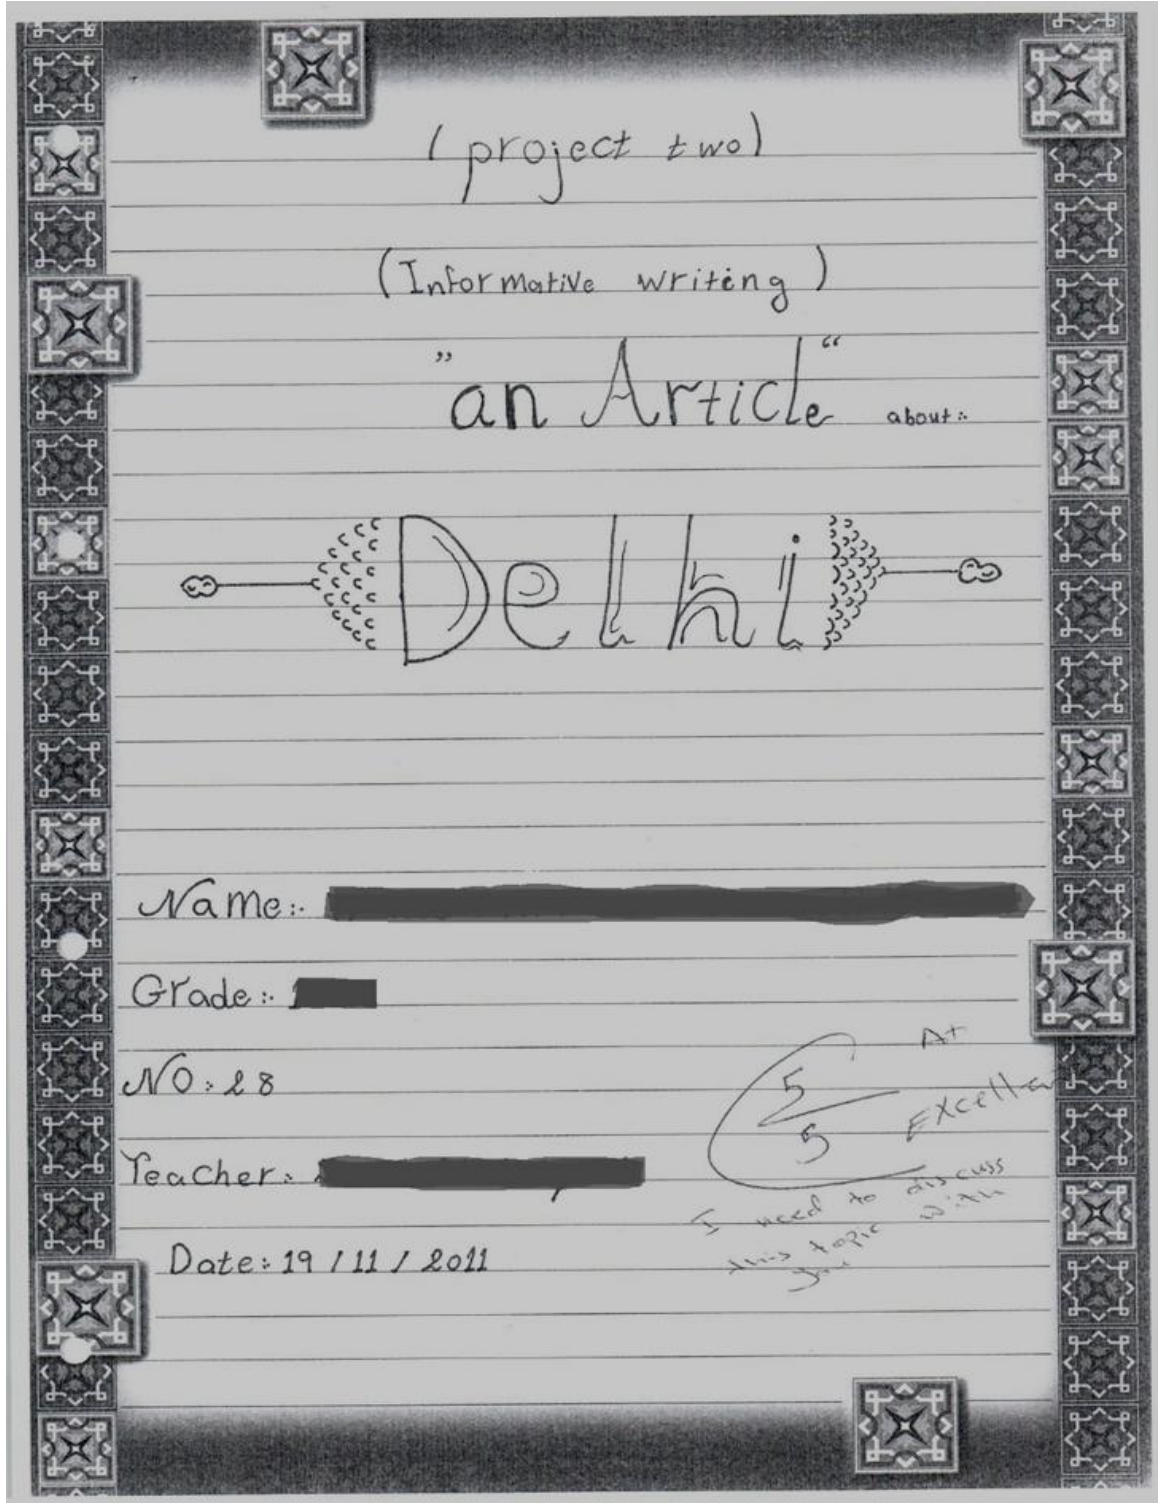 (project two)
(Informative writing)
"an Article" about:-
Delhi
Name:-
Grade:-
NO: 28
Teacher:
Date: 19 / 11 / 2011
A+
5/5
Excellen
I need to discuss
this topic with
you